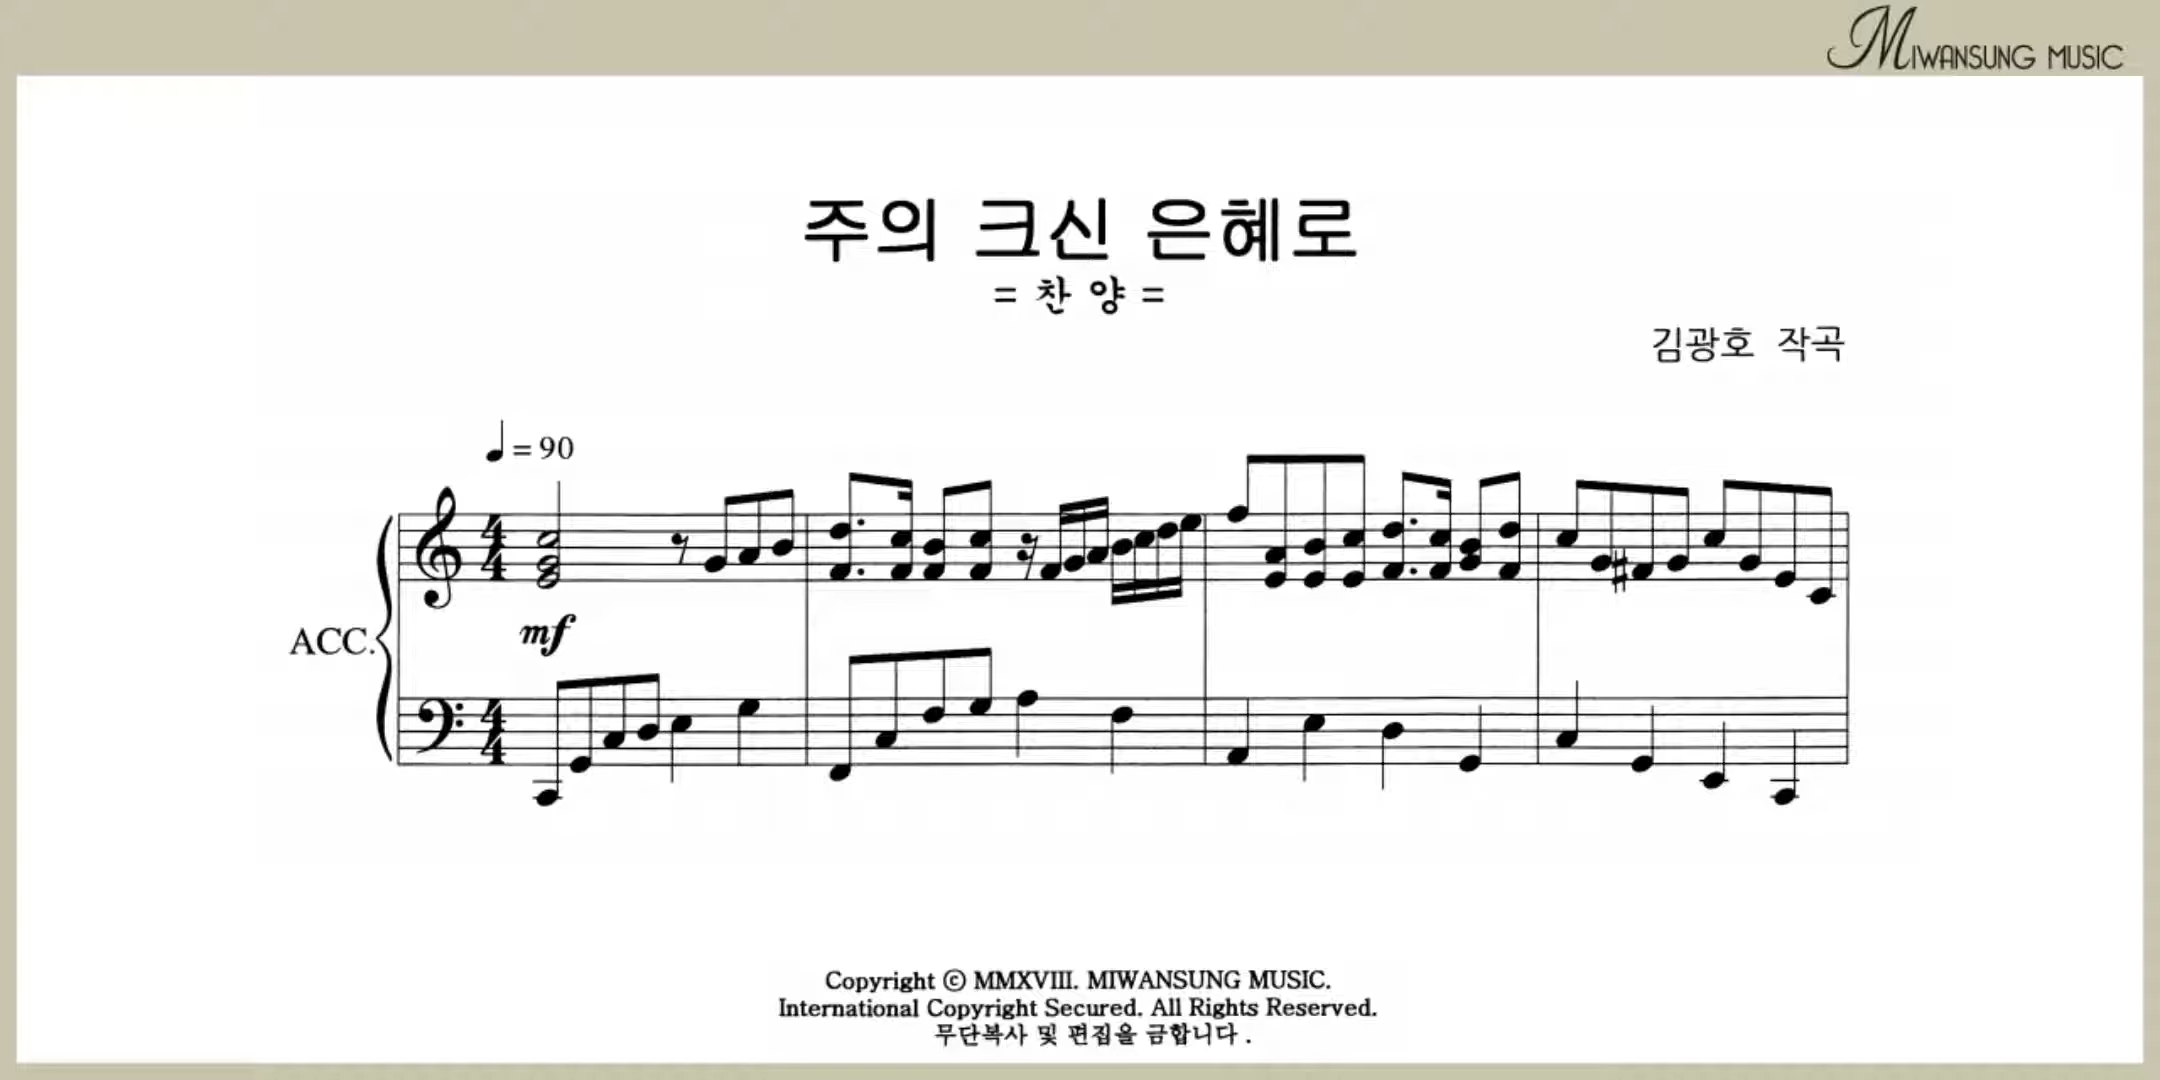 MIWANSUNG MUSIC
주의 크신 은혜로
= 찬 양 =
김광호 작곡
= 90
ACC.
mf
Copyright ⓒ MMXVIII. MIWANSUNG MUSIC.
International Copyright Secured. All Rights Reserved.
무단복사 및 편집을 금합니다.